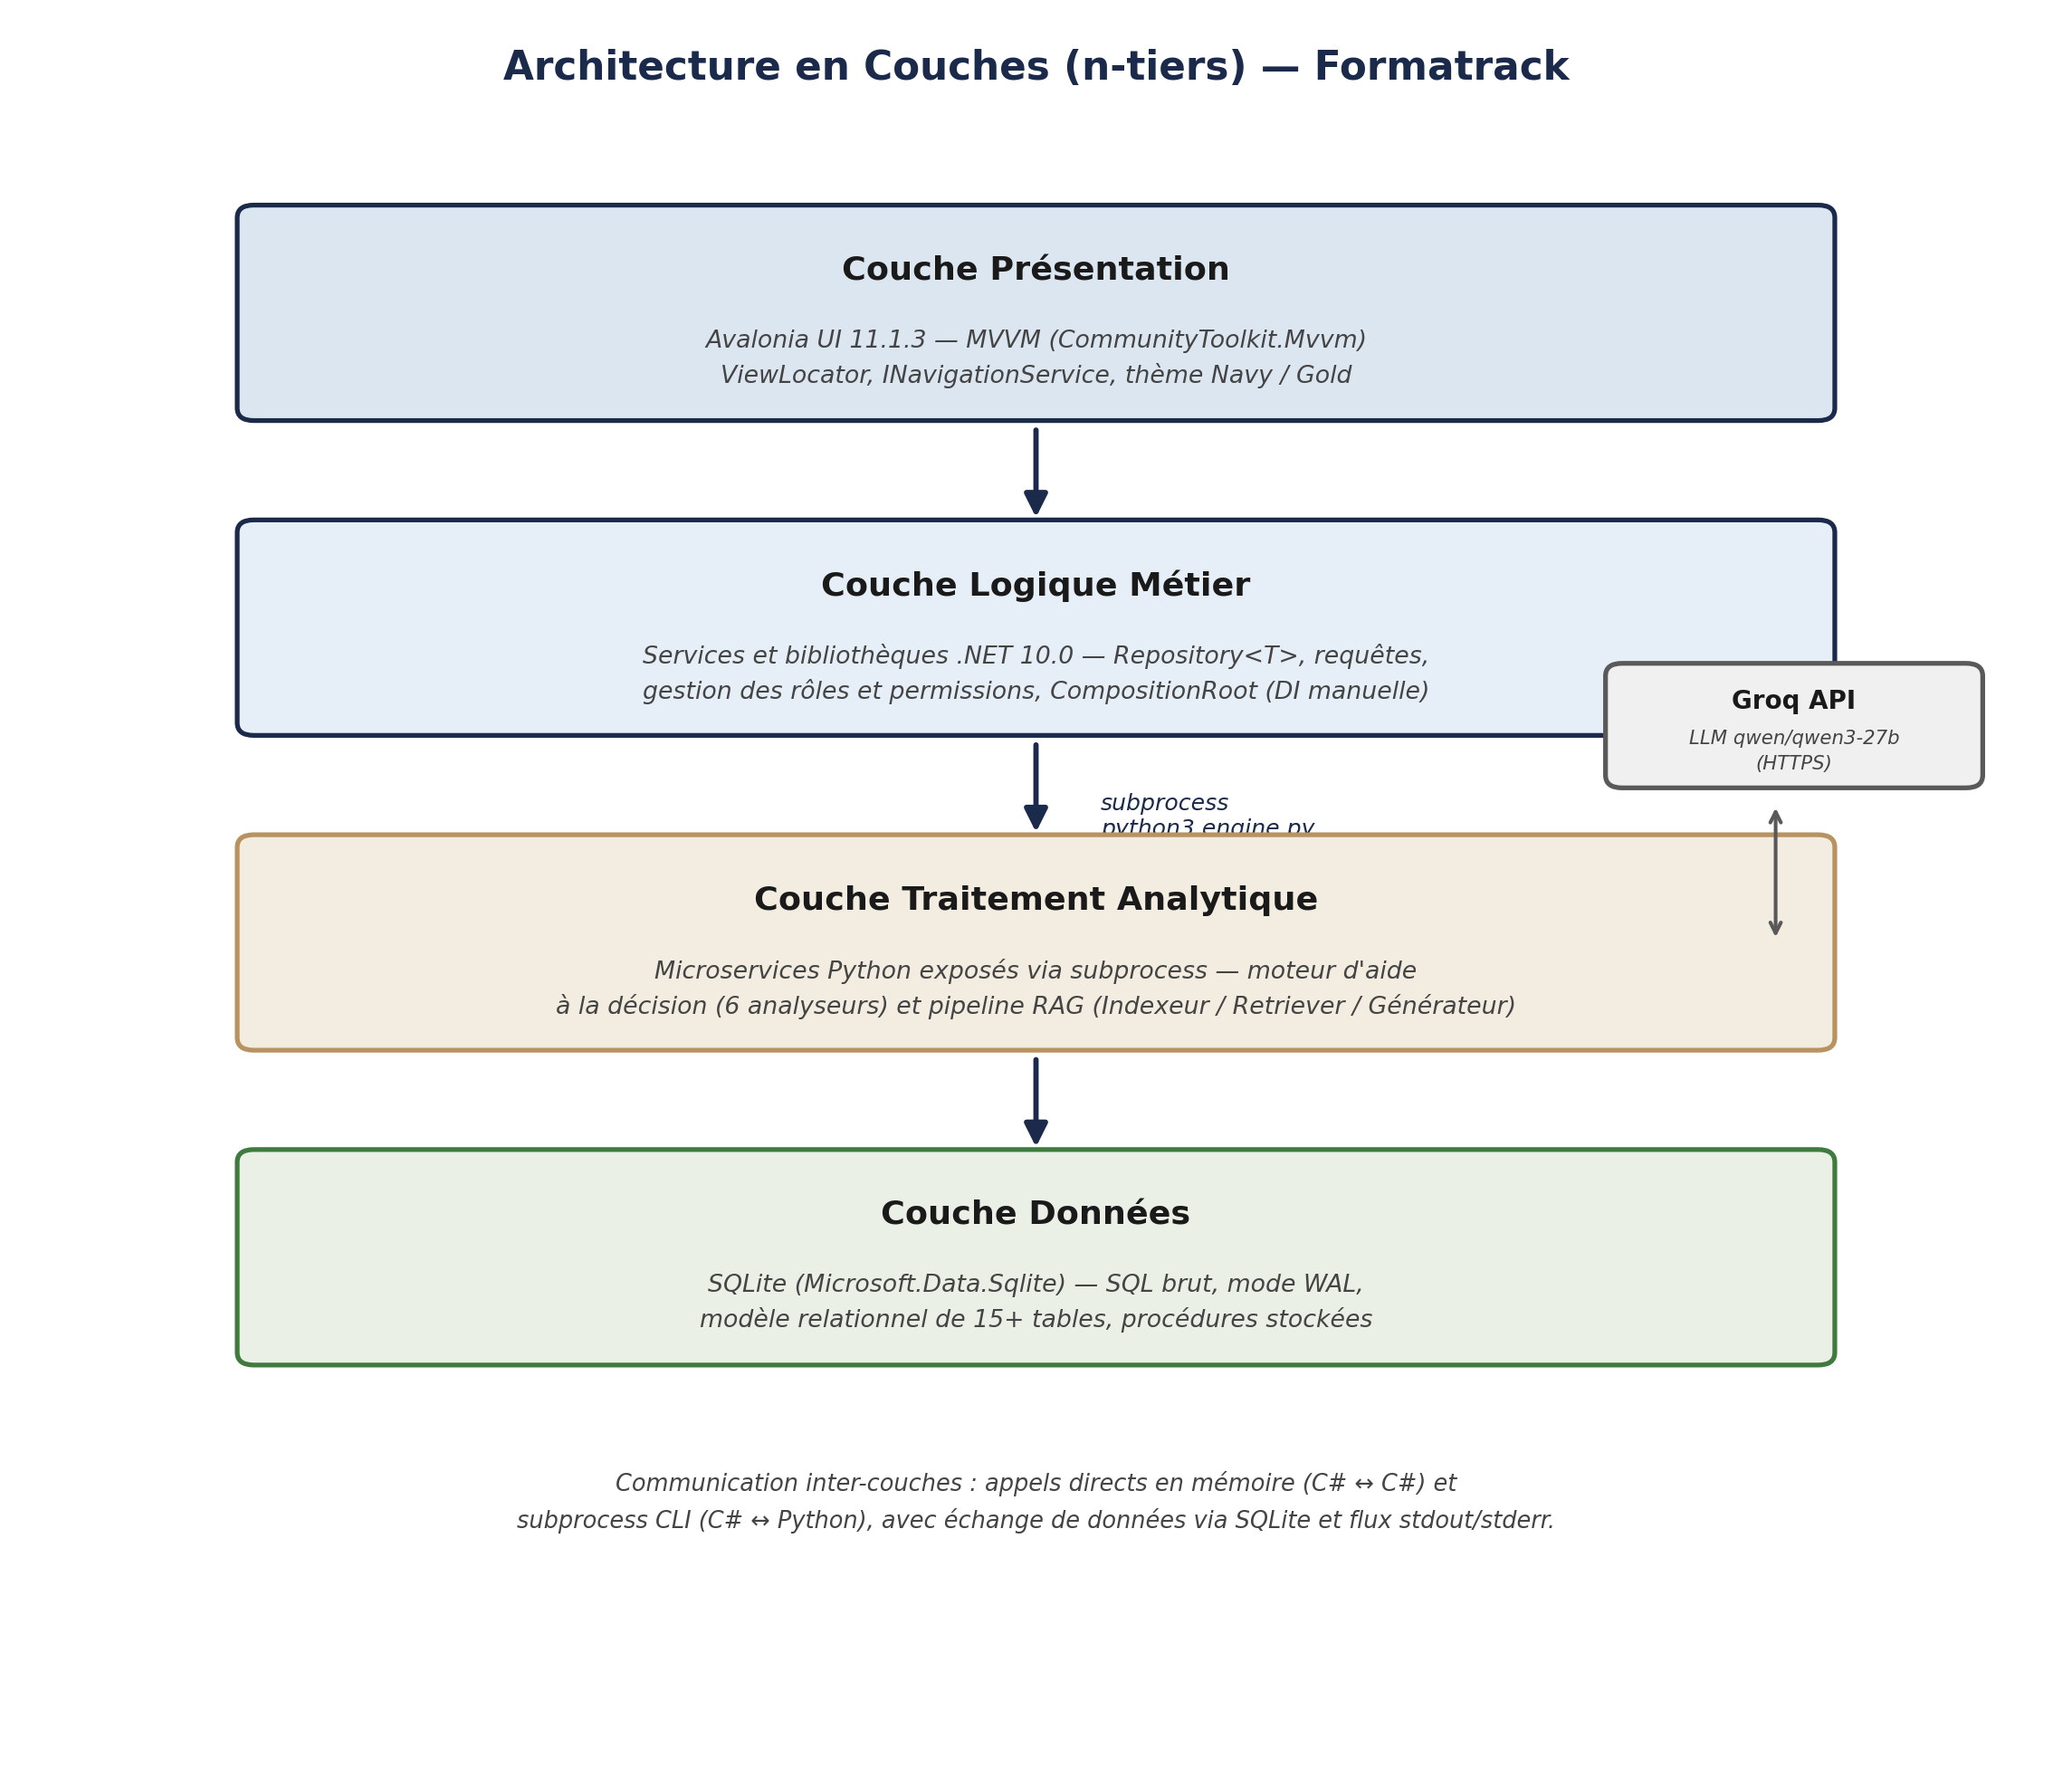 Architecture en Couches (n-tiers) — Formatrack
Couche Présentation
Avalonia UI 11.1.3 — MVVM (CommunityToolkit.Mvvm)
ViewLocator, INavigationService, thème Navy / Gold
Couche Logique Métier
Services et bibliothèques .NET 10.0 — Repository<T>, requêtes,
gestion des rôles et permissions, CompositionRoot (DI manuelle)
Groq API
LLM qwen/qwen3-27b
(HTTPS)
subprocess
python3 engine.py
Couche Traitement Analytique
Microservices Python exposés via subprocess — moteur d'aide
à la décision (6 analyseurs) et pipeline RAG (Indexeur / Retriever / Générateur)
Couche Données
SQLite (Microsoft.Data.Sqlite) — SQL brut, mode WAL,
modèle relationnel de 15+ tables, procédures stockées
Communication inter-couches : appels directs en mémoire (C# ↔ C#) et
subprocess CLI (C# ↔ Python), avec échange de données via SQLite et flux stdout/stderr.